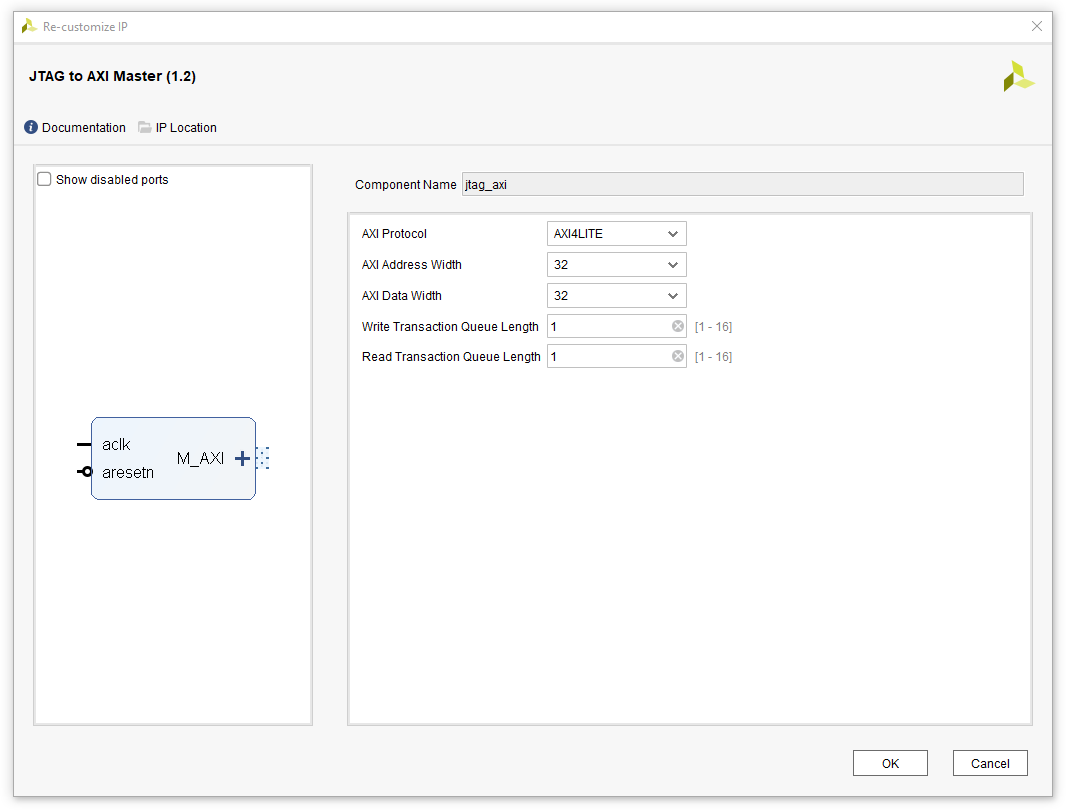 Re-customize IP
JTAG to AXI Master (1.2)
Documentation IP Location
Show disabled ports
aclk
aresetn
M_AXI
Component Name jtag_axi
AXI Protocol AXI4LITE
AXI Address Width 32
AXI Data Width 32
Write Transaction Queue Length 1 [1 - 16]
Read Transaction Queue Length 1 [1 - 16]
OK Cancel